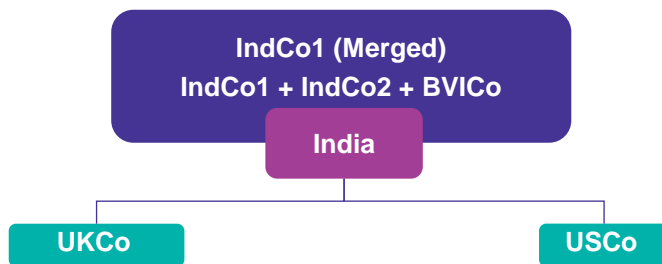 IndCo1 (Merged)
IndCo1 + IndCo2 + BVICo
India
UKCo
USCo